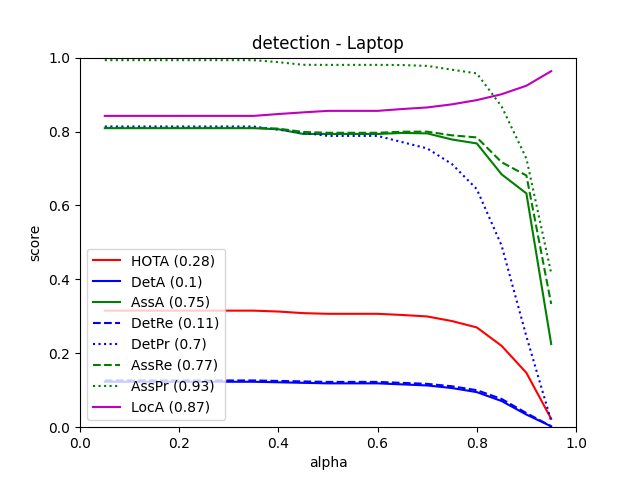 detection - Laptop
1.0
0.8
0.6
0.4
0.2
0.0
score
HOTA (0.28)
DetA (0.1)
AssA (0.75)
DetRe (0.11)
DetPr (0.7)
AssRe (0.77)
AssPr (0.93)
LocA (0.87)
0.0 0.2 0.4 0.6 0.8 1.0
alpha